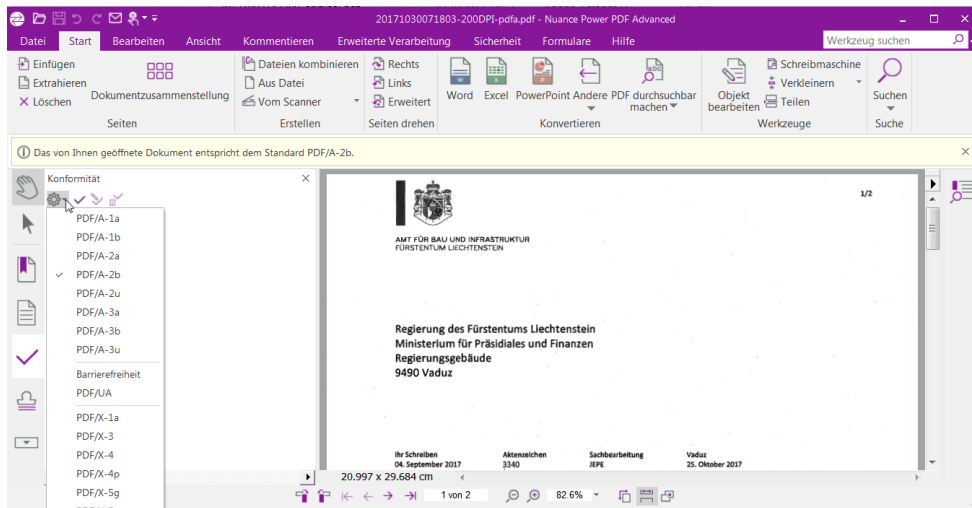 20171030071803-200DPI-pdfa.pdf - Nuance Power PDF Advanced
Datei Start Bearbeiten Ansicht Kommentieren Erweiterte Verarbeitung Sicherheit Formulare Hilfe Werkzeug suchen
Einfügen
Extrahieren
Löschen
Dokumentzusammenstellung
Seiten
Dateien kombinieren
Aus Datei
Vom Scanner
Erstellen
Rechts
Links
Erweitert
Seiten drehen
Word Excel PowerPoint Andere PDF durchsuchbar
machen
Konvertieren
Objekt
bearbeiten
Schreibmaschine
Verkleinern
Teilen
Werkzeuge
Suchen
Suche
Das von Ihnen geöffnete Dokument entspricht dem Standard PDF/A-2b.
Konformität
PDF/A-1a
PDF/A-1b
PDF/A-2a
PDF/A-2b
PDF/A-2u
PDF/A-3a
PDF/A-3b
PDF/A-3u
Barrierefreiheit
PDF/UA
PDF/X-1a
PDF/X-3
PDF/X-4
PDF/X-4p
PDF/X-5g
1/2
AMT FÜR BAU UND INFRASTRUKTUR
FÜRSTENTUM LIECHTENSTEIN
Regierung des Fürstentums Liechtenstein
Ministerium für Präsidiales und Finanzen
Regierungsgebäude
9490 Vaduz
Ihr Schreiben Aktenzeichen Sachbearbeitung Vaduz
04. September 2017 3340 JEPE 25. Oktober 2017
20.997 x 29.684 cm
1 von 2 82.6%